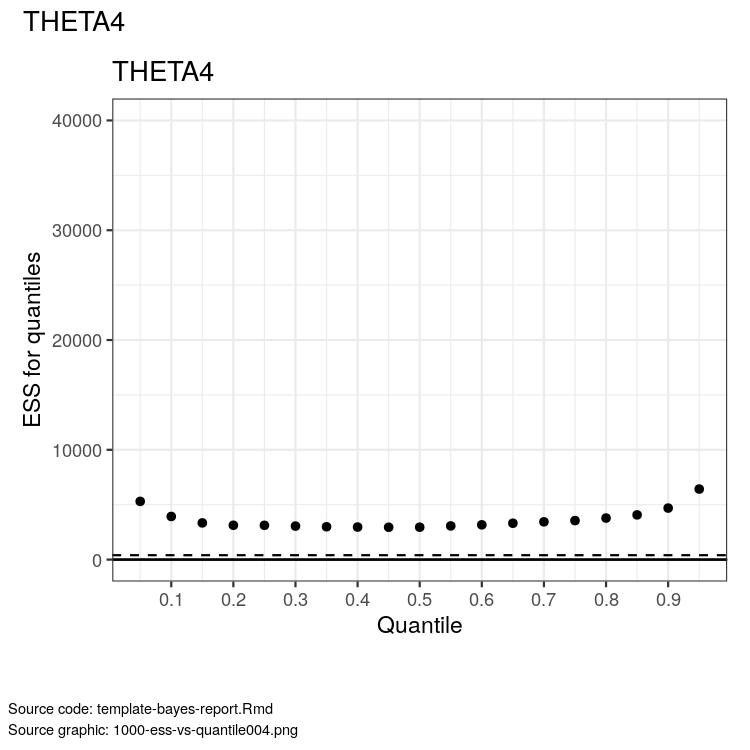 THETA4
THETA4
40000
30000
20000
10000
0
ESS for quantiles
0.1 0.2 0.3 0.4 0.5 0.6 0.7 0.8 0.9
Quantile
Source code: template-bayes-report.Rmd
Source graphic: 1000-ess-vs-quantile004.png